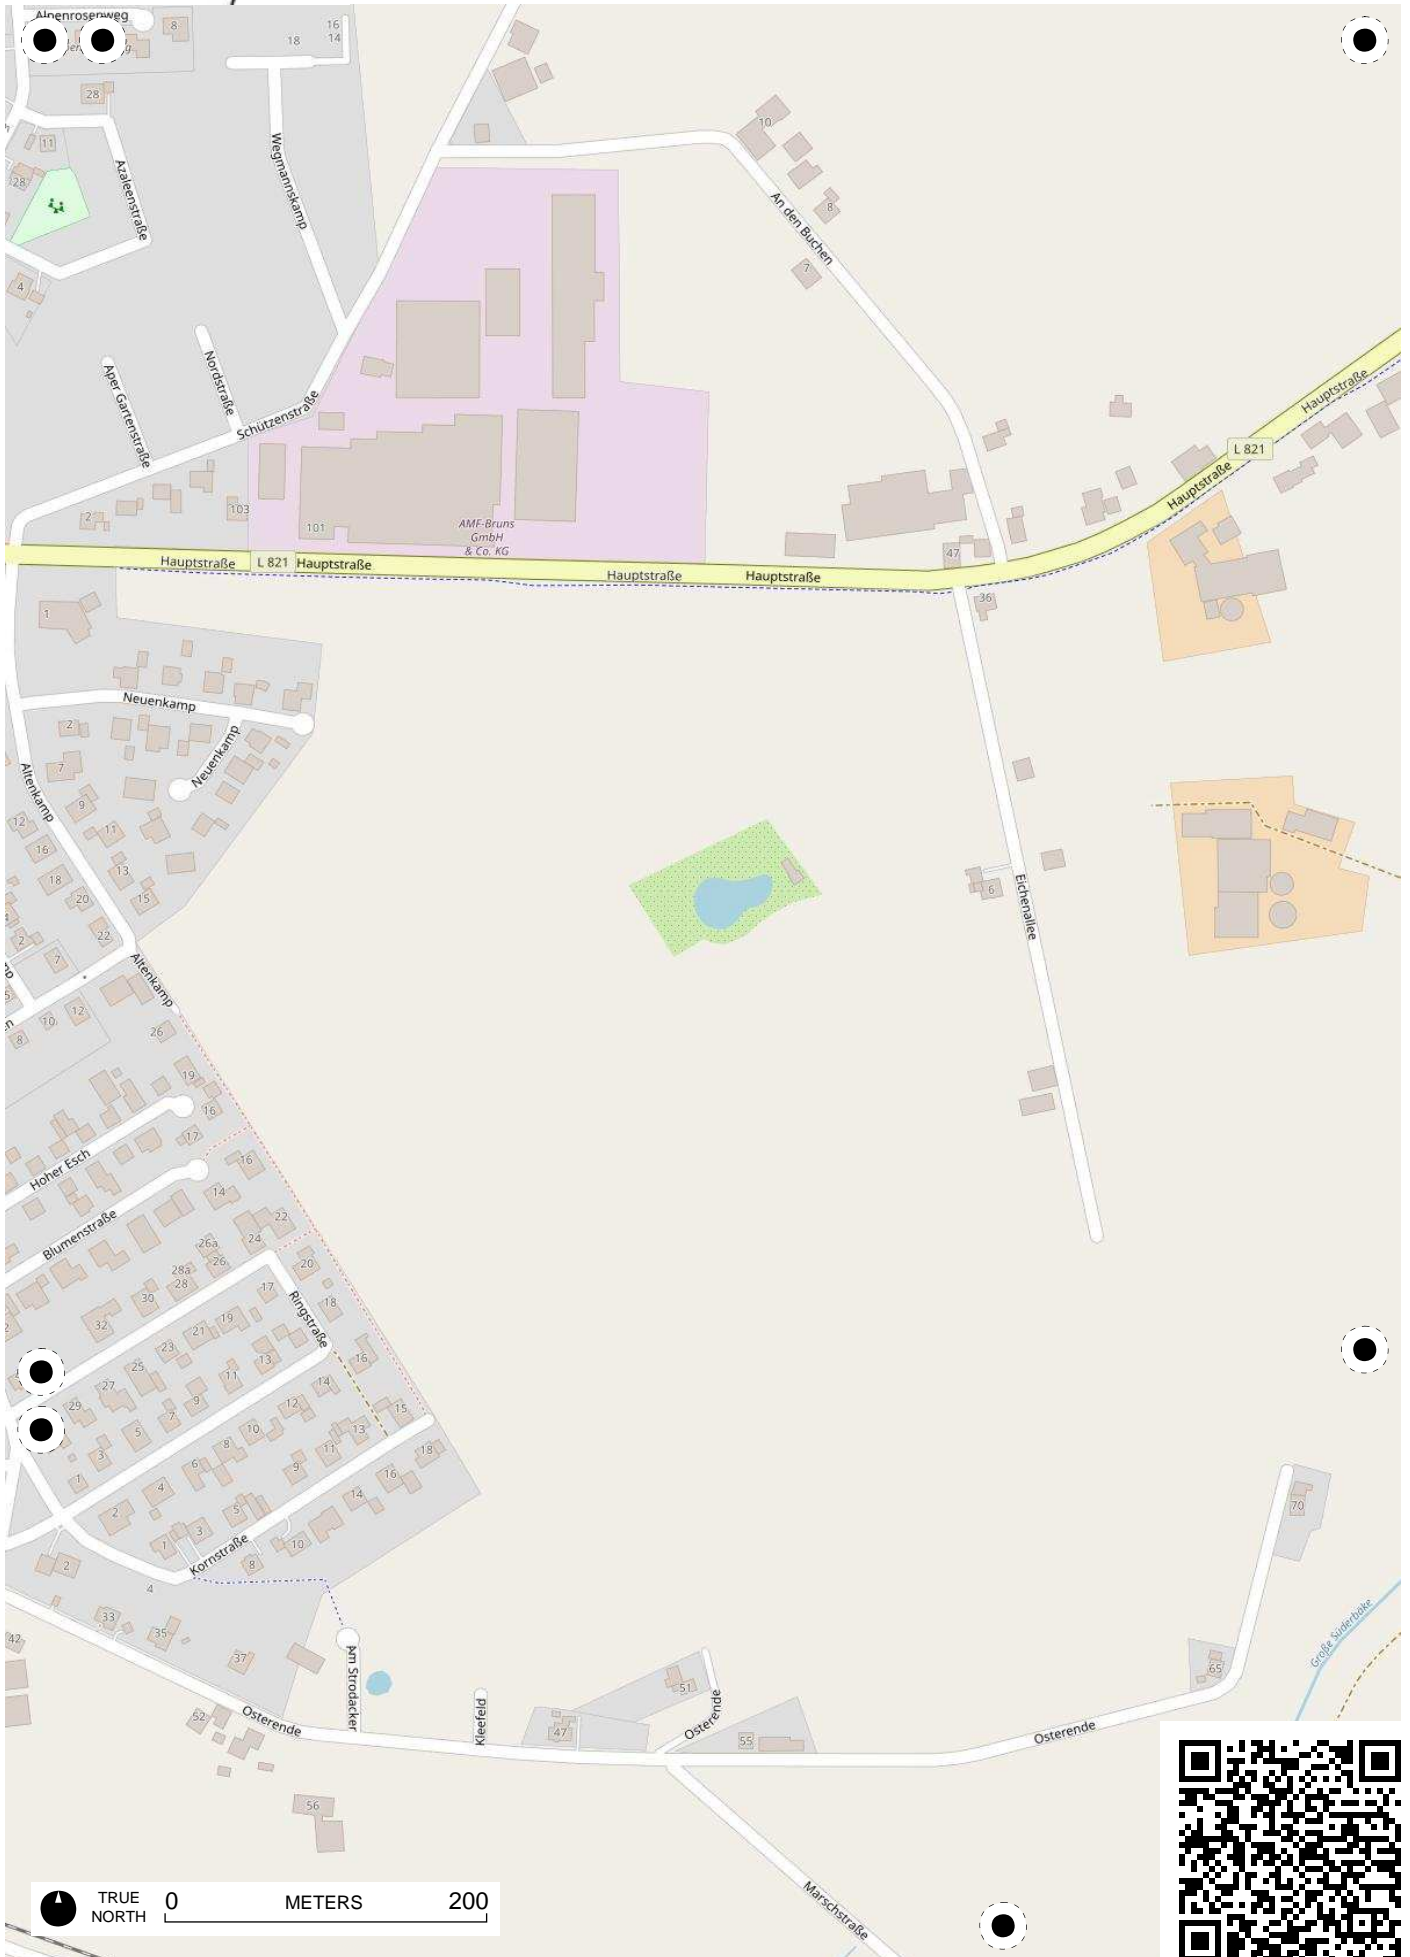 Alpenrosenweg
8
16
14
18
28
11
28
Azaleenstraße
Wegmannskamp
4
10
8
7
An den Buchen
Nordstraße
Aper Gartenstraße
Schützenstraße
Hauptstraße
L 821
Hauptstraße
2
103
101
AMF-Bruns
GmbH
& Co. KG
47
Hauptstraße
L 821
Hauptstraße
Hauptstraße
Hauptstraße
36
1
Neuenkamp
2
Neuenkamp
7
Altenkamp
9
12
11
16
13
18
20
15
6
Eichenallee
22
2
7
Altenkamp
12
10
8
26
19
16
17
Hoher Esch
16
14
Blumenstraße
22
24
26a
26
20
28a
28
17
30
18
Ringstraße
32
19
21
23
13
16
25
11
14
27
9
12
15
29
7
10
13
5
8
11
18
3
6
9
16
1
4
14
2
5
3
10
1
Kornstraße
8
2
4
70
33
35
42
37
Große Süderbäke
Am Strodacker
65
51
52
Osterende
Kleefeld
47
Osterende
55
Osterende
56
Marschstraße
TRUE
NORTH
0 METERS 200